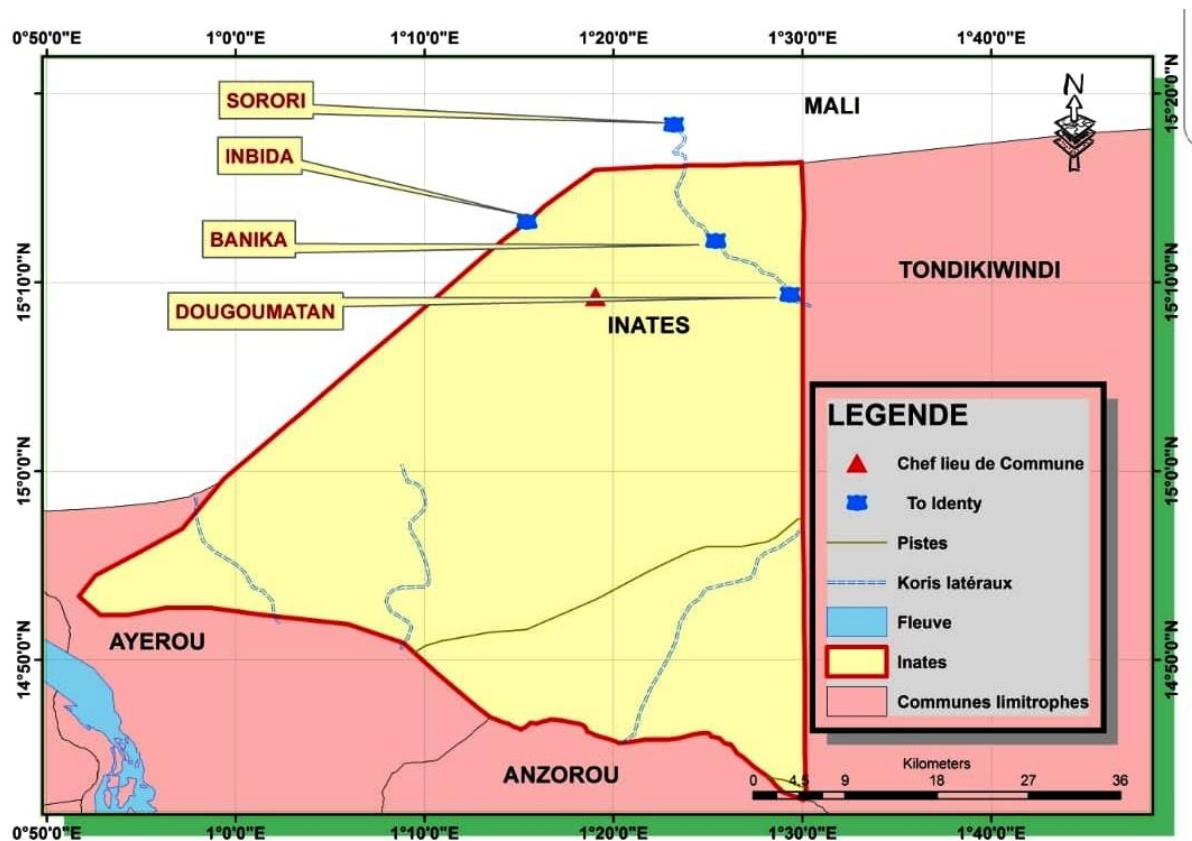 0°50'0"E 1°0'0"E 1°10'0"E 1°20'0"E 1°30'0"E 1°40'0"E
15°20'0"N 15°20'0"N
SORORI
MALI
N
INBIDA
BANIKA
TONDIKIWINDI
15°10'0"N 15°10'0"N
DOUGOUMATAN
INATES
LEGENDE
Chef lieu de Commune
To Identy
Pistes
Koris latéraux
Fleuve
Inates
Communes limitrophes
15°0'0"N 15°0'0"N
AYEROU
14°50'0"N 14°50'0"N
ANZOROU
Kilometers
0 4,5 9 18 27 36
0°50'0"E 1°0'0"E 1°10'0"E 1°20'0"E 1°30'0"E 1°40'0"E